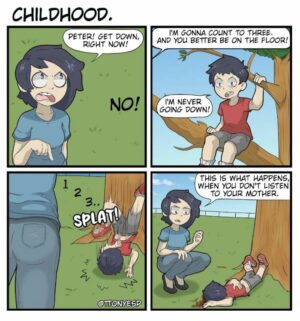 CHILDHOOD.
PETER! GET DOWN,
RIGHT NOW!
NO!
I'M GONNA COUNT TO THREE.
AND YOU BETTER BE ON THE FLOOR!
I'M NEVER
GOING DOWN!
1
2
3..
SPLAT!
@TTONYESP
THIS IS WHAT HAPPENS,
WHEN YOU DON'T LISTEN
TO YOUR MOTHER.